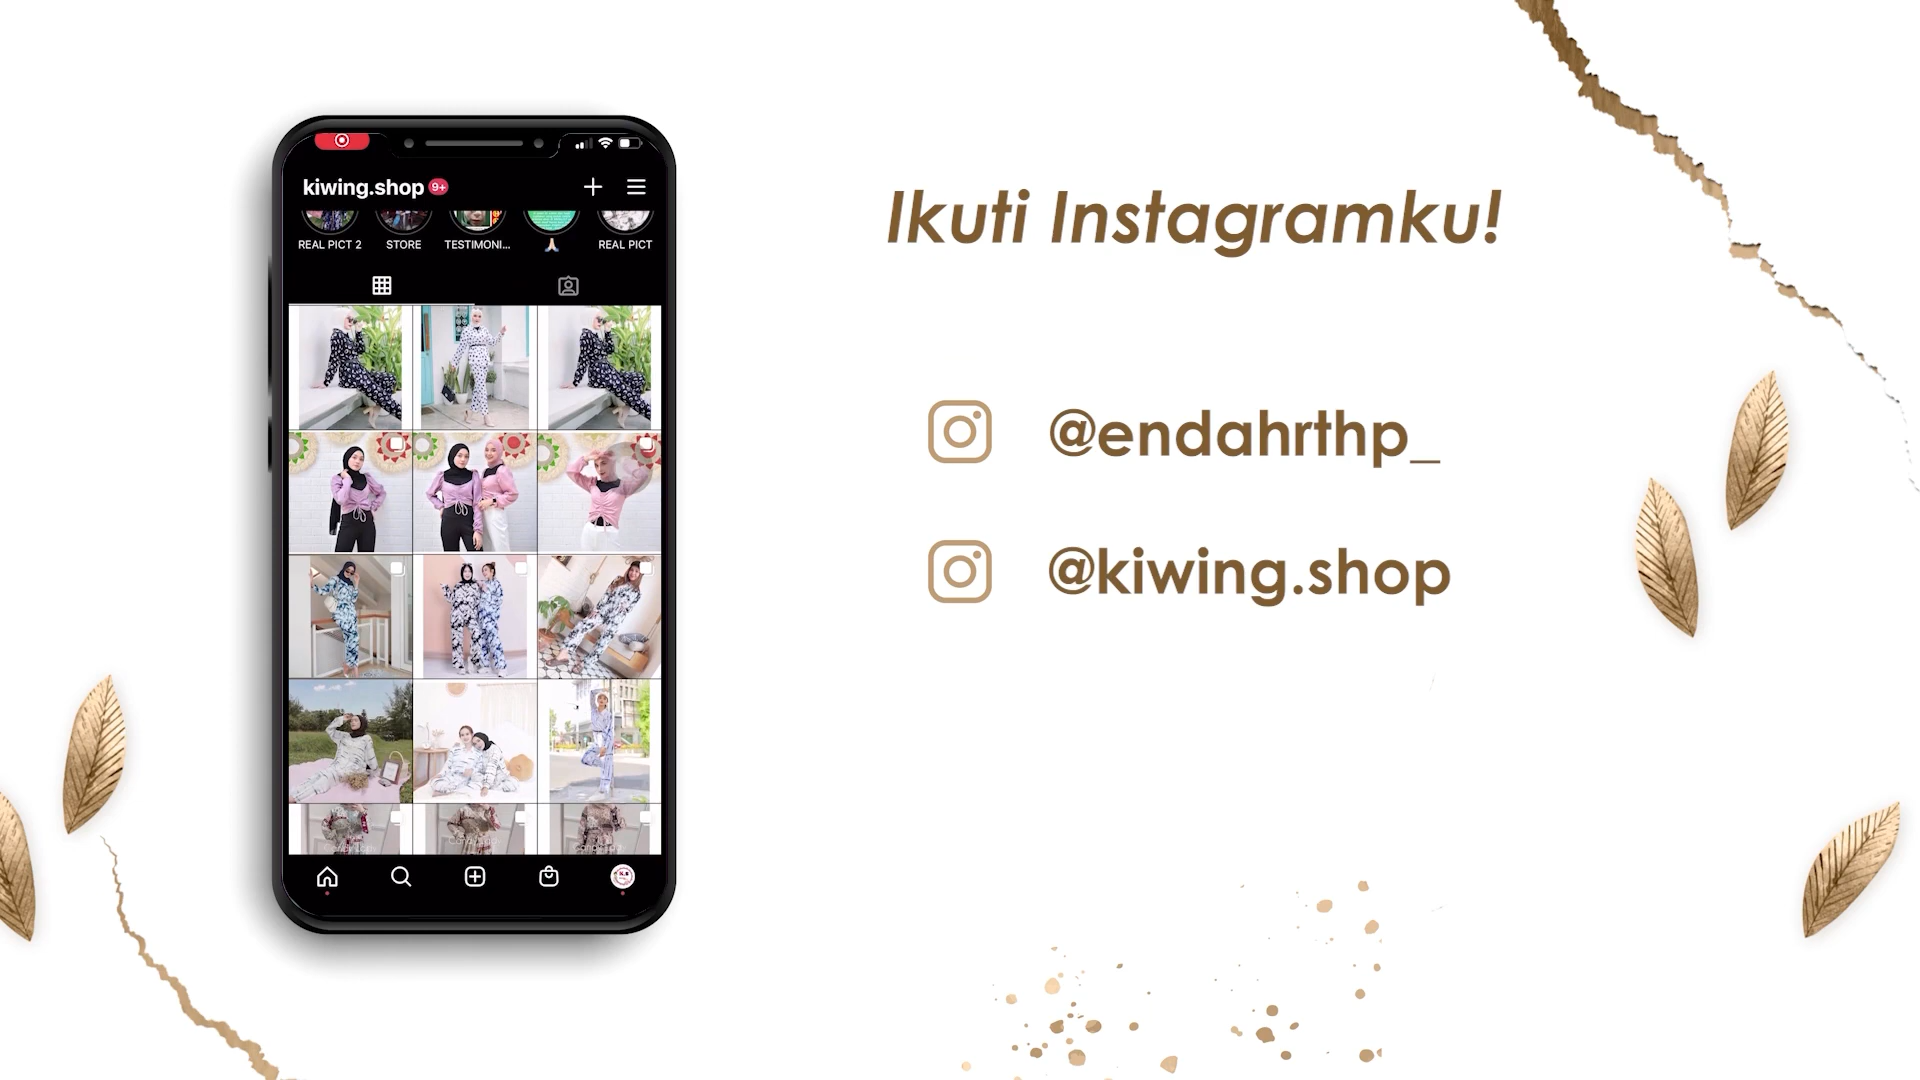 kiwing.shop 9+
REAL PICT 2 STORE TESTIMONI... REAL PICT
Ikuti Instagramku!
@endahrthp_
@kiwing.shop